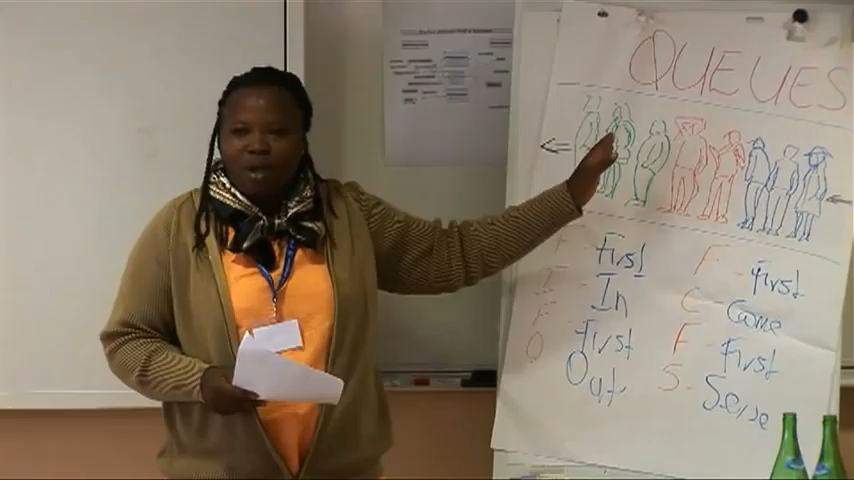 QUEUES
F - First
I - In
F - First
O Out
F - First
C - Come
F - First
S - Serve